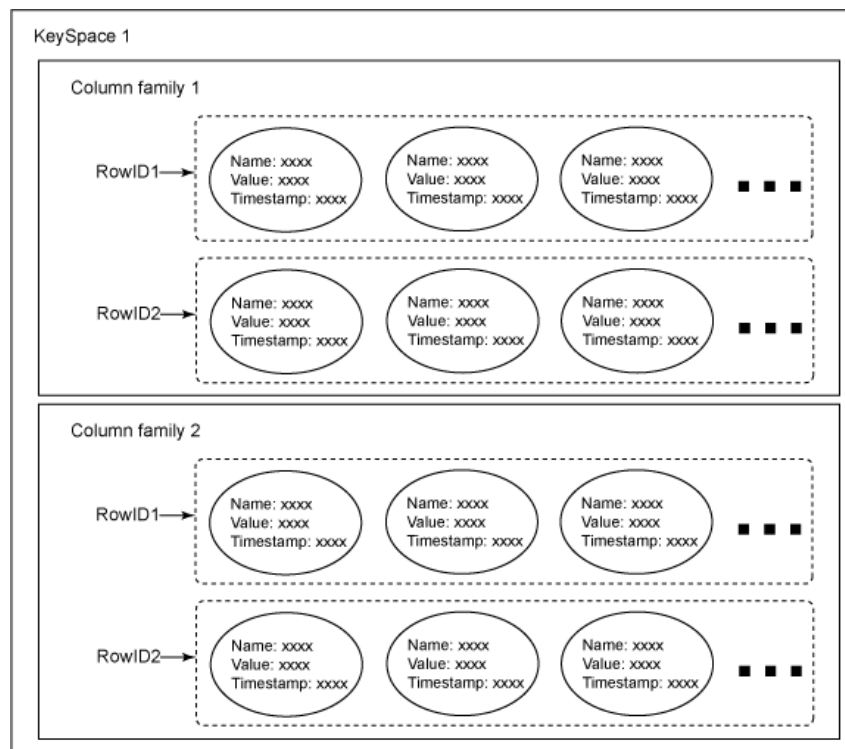 KeySpace 1
Column family 1
RowID1
Name: xxxx
Value: xxxx
Timestamp: xxxx
Name: xxxx
Value: xxxx
Timestamp: xxxx
Name: xxxx
Value: xxxx
Timestamp: xxxx
RowID2
Name: xxxx
Value: xxxx
Timestamp: xxxx
Name: xxxx
Value: xxxx
Timestamp: xxxx
Name: xxxx
Value: xxxx
Timestamp: xxxx
Column family 2
RowID1
Name: xxxx
Value: xxxx
Timestamp: xxxx
Name: xxxx
Value: xxxx
Timestamp: xxxx
Name: xxxx
Value: xxxx
Timestamp: xxxx
RowID2
Name: xxxx
Value: xxxx
Timestamp: xxxx
Name: xxxx
Value: xxxx
Timestamp: xxxx
Name: xxxx
Value: xxxx
Timestamp: xxxx